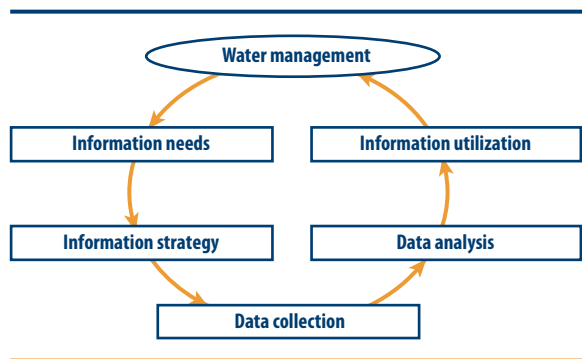 Water management
Information needs
Information utilization
Information strategy
Data analysis
Data collection